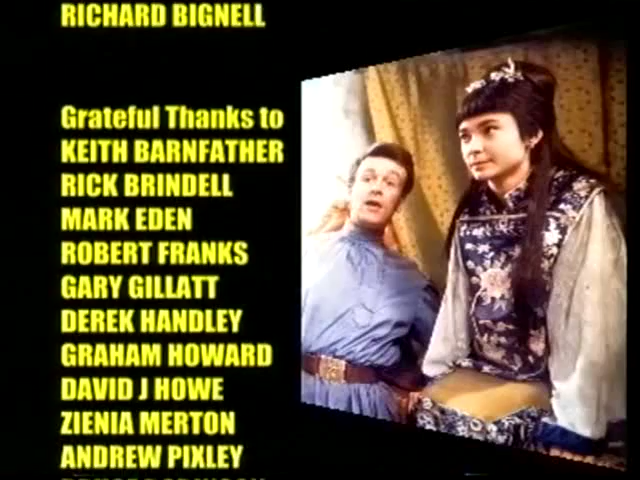 RICHARD BIGNELL
Grateful Thanks to
KEITH BARNFATHER
RICK BRINDELL
MARK EDEN
ROBERT FRANKS
GARY GILLATT
DEREK HANDLEY
GRAHAM HOWARD
DAVID J HOWE
ZIENIA MERTON
ANDREW PIXLEY